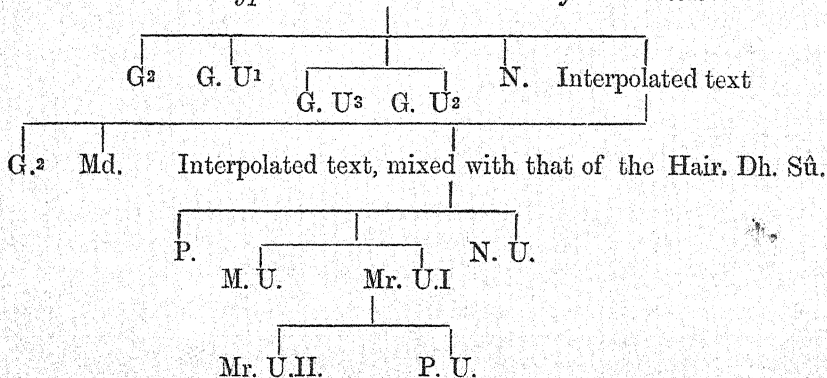 G2 G. U1 N. Interpolated text
G. U3 G. U2
G.2 Md. Interpolated text, mixed with that of the Hair. Dh. Sû.
P. N. U.
M. U. Mr. U.I
Mr. U.II. P. U.